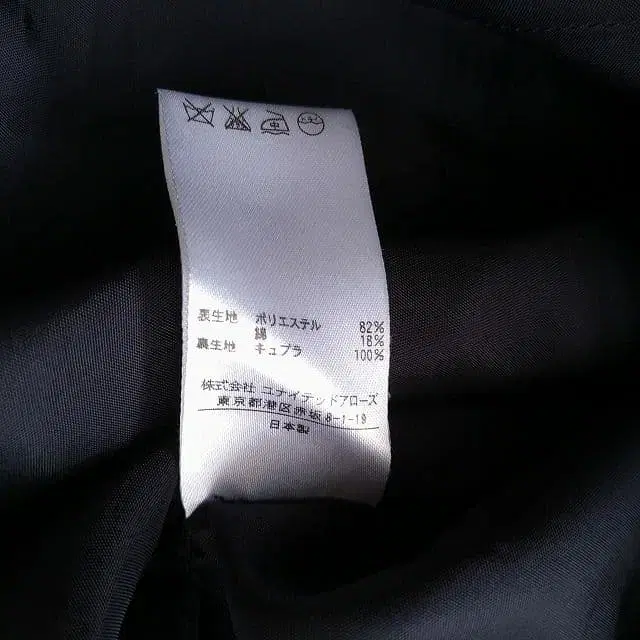 表生地 ポリエステル 82%
綿 18%
裏生地 キュプラ 100%
株式会社 ユナイテッドアローズ
東京都港区赤坂8-1-19
日本製